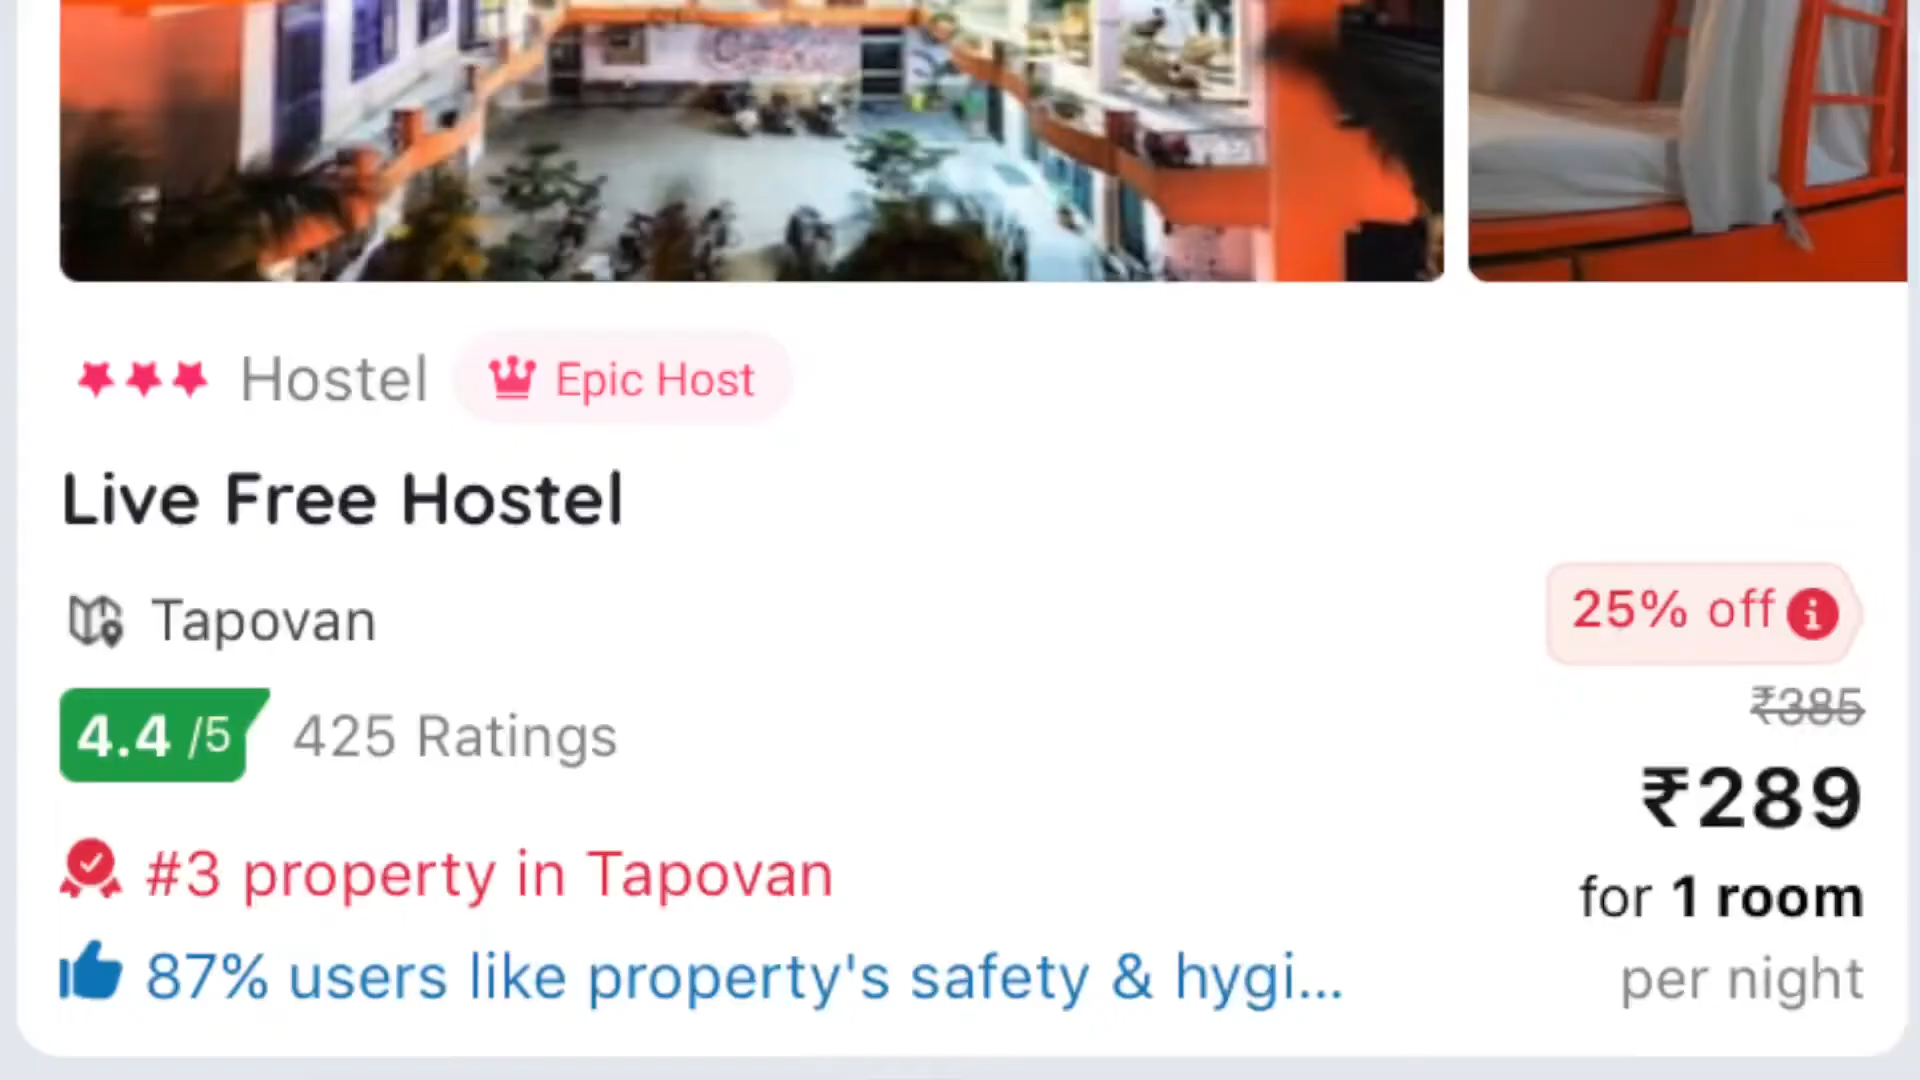 Hostel
Epic Host
Live Free Hostel
Tapovan
25% off
₹385
4.4 /5
425 Ratings
₹289
#3 property in Tapovan
for 1 room
87% users like property's safety & hygi...
per night